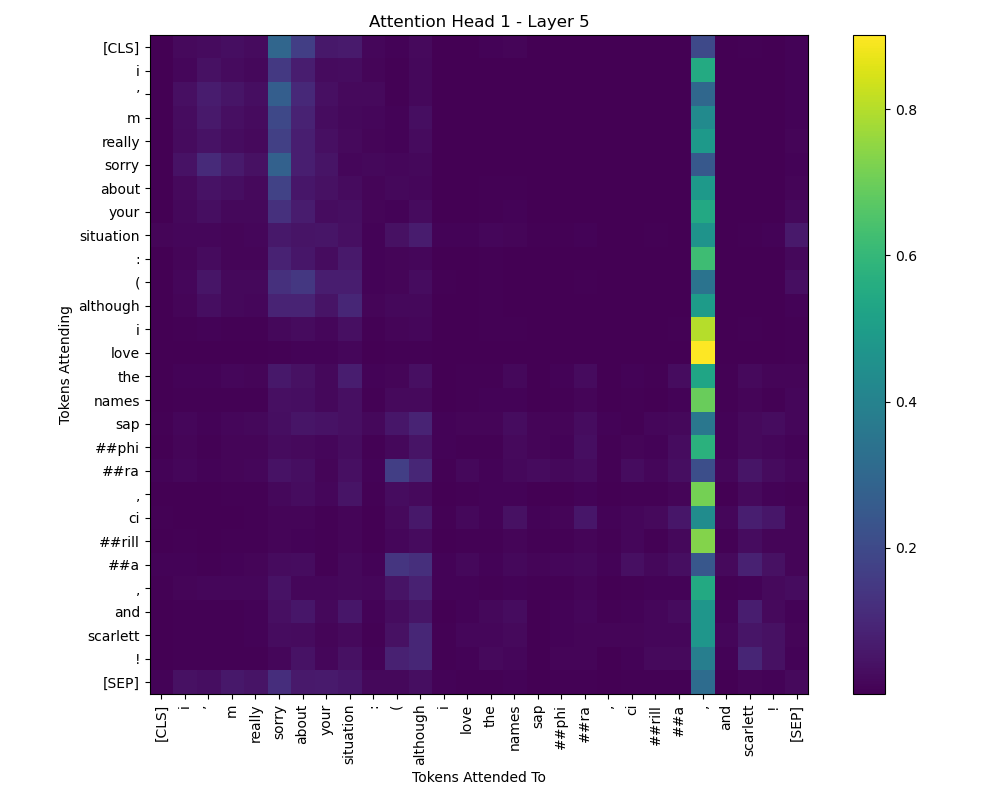 Attention Head 1 - Layer 5
Tokens Attending
[CLS]
i
’
m
really
sorry
about
your
situation
:
(
although
i
love
the
names
sap
##phi
##ra
,
ci
##rill
##a
,
and
scarlett
!
[SEP]
[CLS]
i
’
m
really
sorry
about
your
situation
:
(
although
i
love
the
names
sap
##phi
##ra
,
ci
##rill
##a
,
and
scarlett
!
[SEP]
Tokens Attended To
0.8
0.6
0.4
0.2